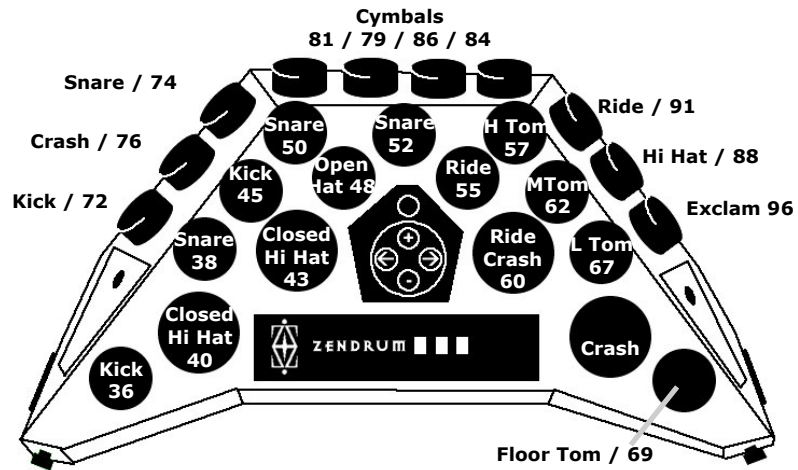 Cymbals
81 / 79 / 86 / 84
Snare / 74
Ride / 91
Crash / 76
Hi Hat / 88
Kick / 72
Exclam 96
Snare
50
Snare
52
H Tom
57
Open
Hat 48
Ride
55
Kick
45
MTom
62
Snare
38
Closed
Hi Hat
43
Ride
Crash
60
L Tom
67
Closed
Hi Hat
40
ZENDRUM
Crash
Kick
36
Floor Tom / 69